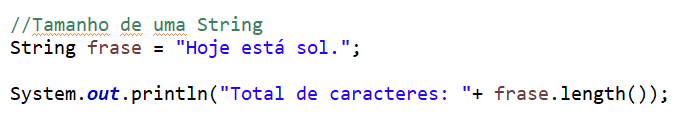 //Tamanho de uma String
String frase = "Hoje está sol.";
System.out.println("Total de caracteres: "+ frase.length());